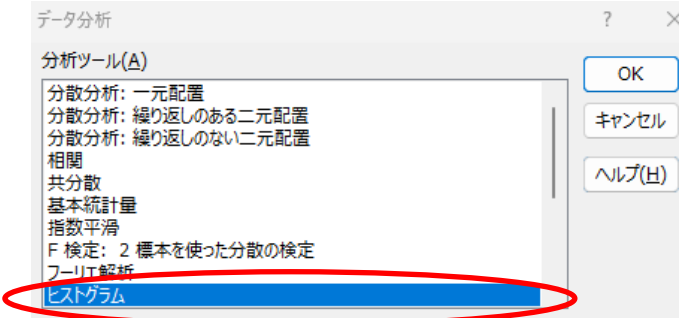 データ分析
?
×
分析ツール(A)
分散分析: 一元配置
分散分析: 繰り返しのある二元配置
分散分析: 繰り返しのない二元配置
相関
共分散
基本統計量
指数平滑
F 検定: 2 標本を使った分散の検定
フーリエ解析
ヒストグラム
OK
キャンセル
ヘルプ(H)